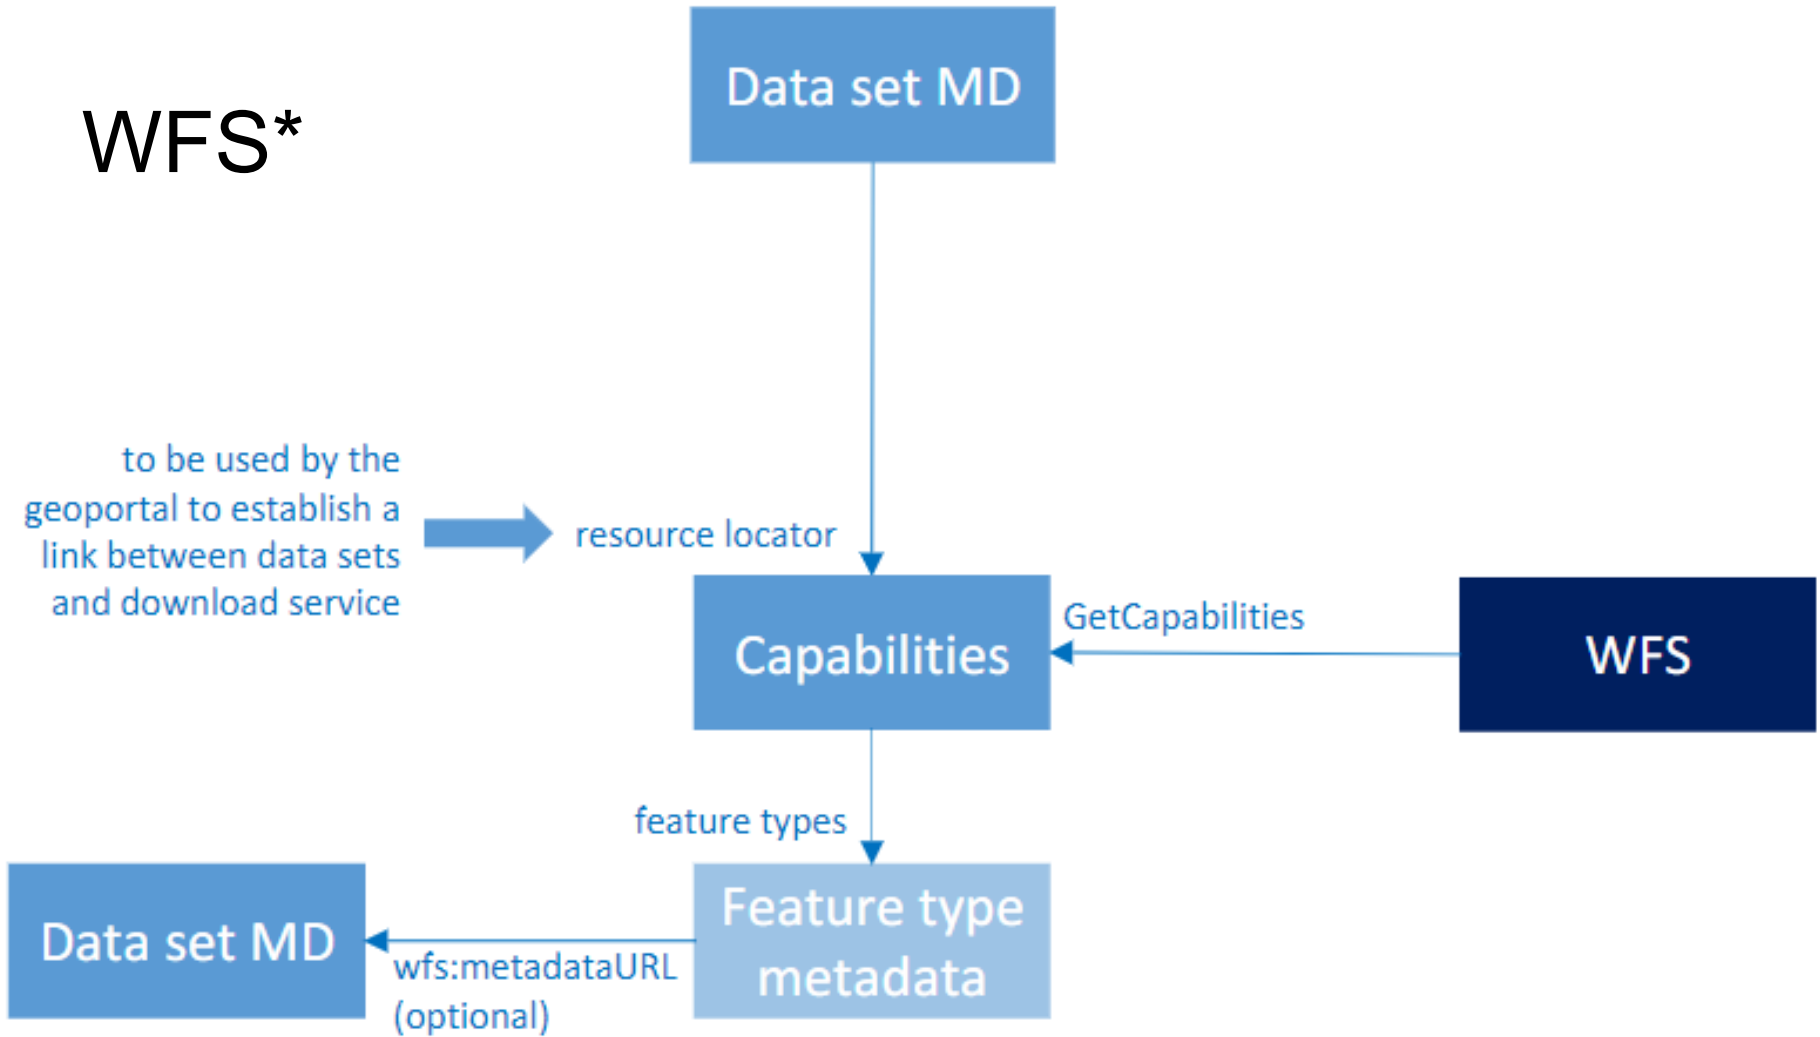 Data set MD
WFS*
to be used by the
geoportal to establish a
link between data sets
and download service
resource locator
GetCapabilities
Capabilities
WFS
feature types
Feature type
metadata
Data set MD
wfs:metadataURL
(optional)